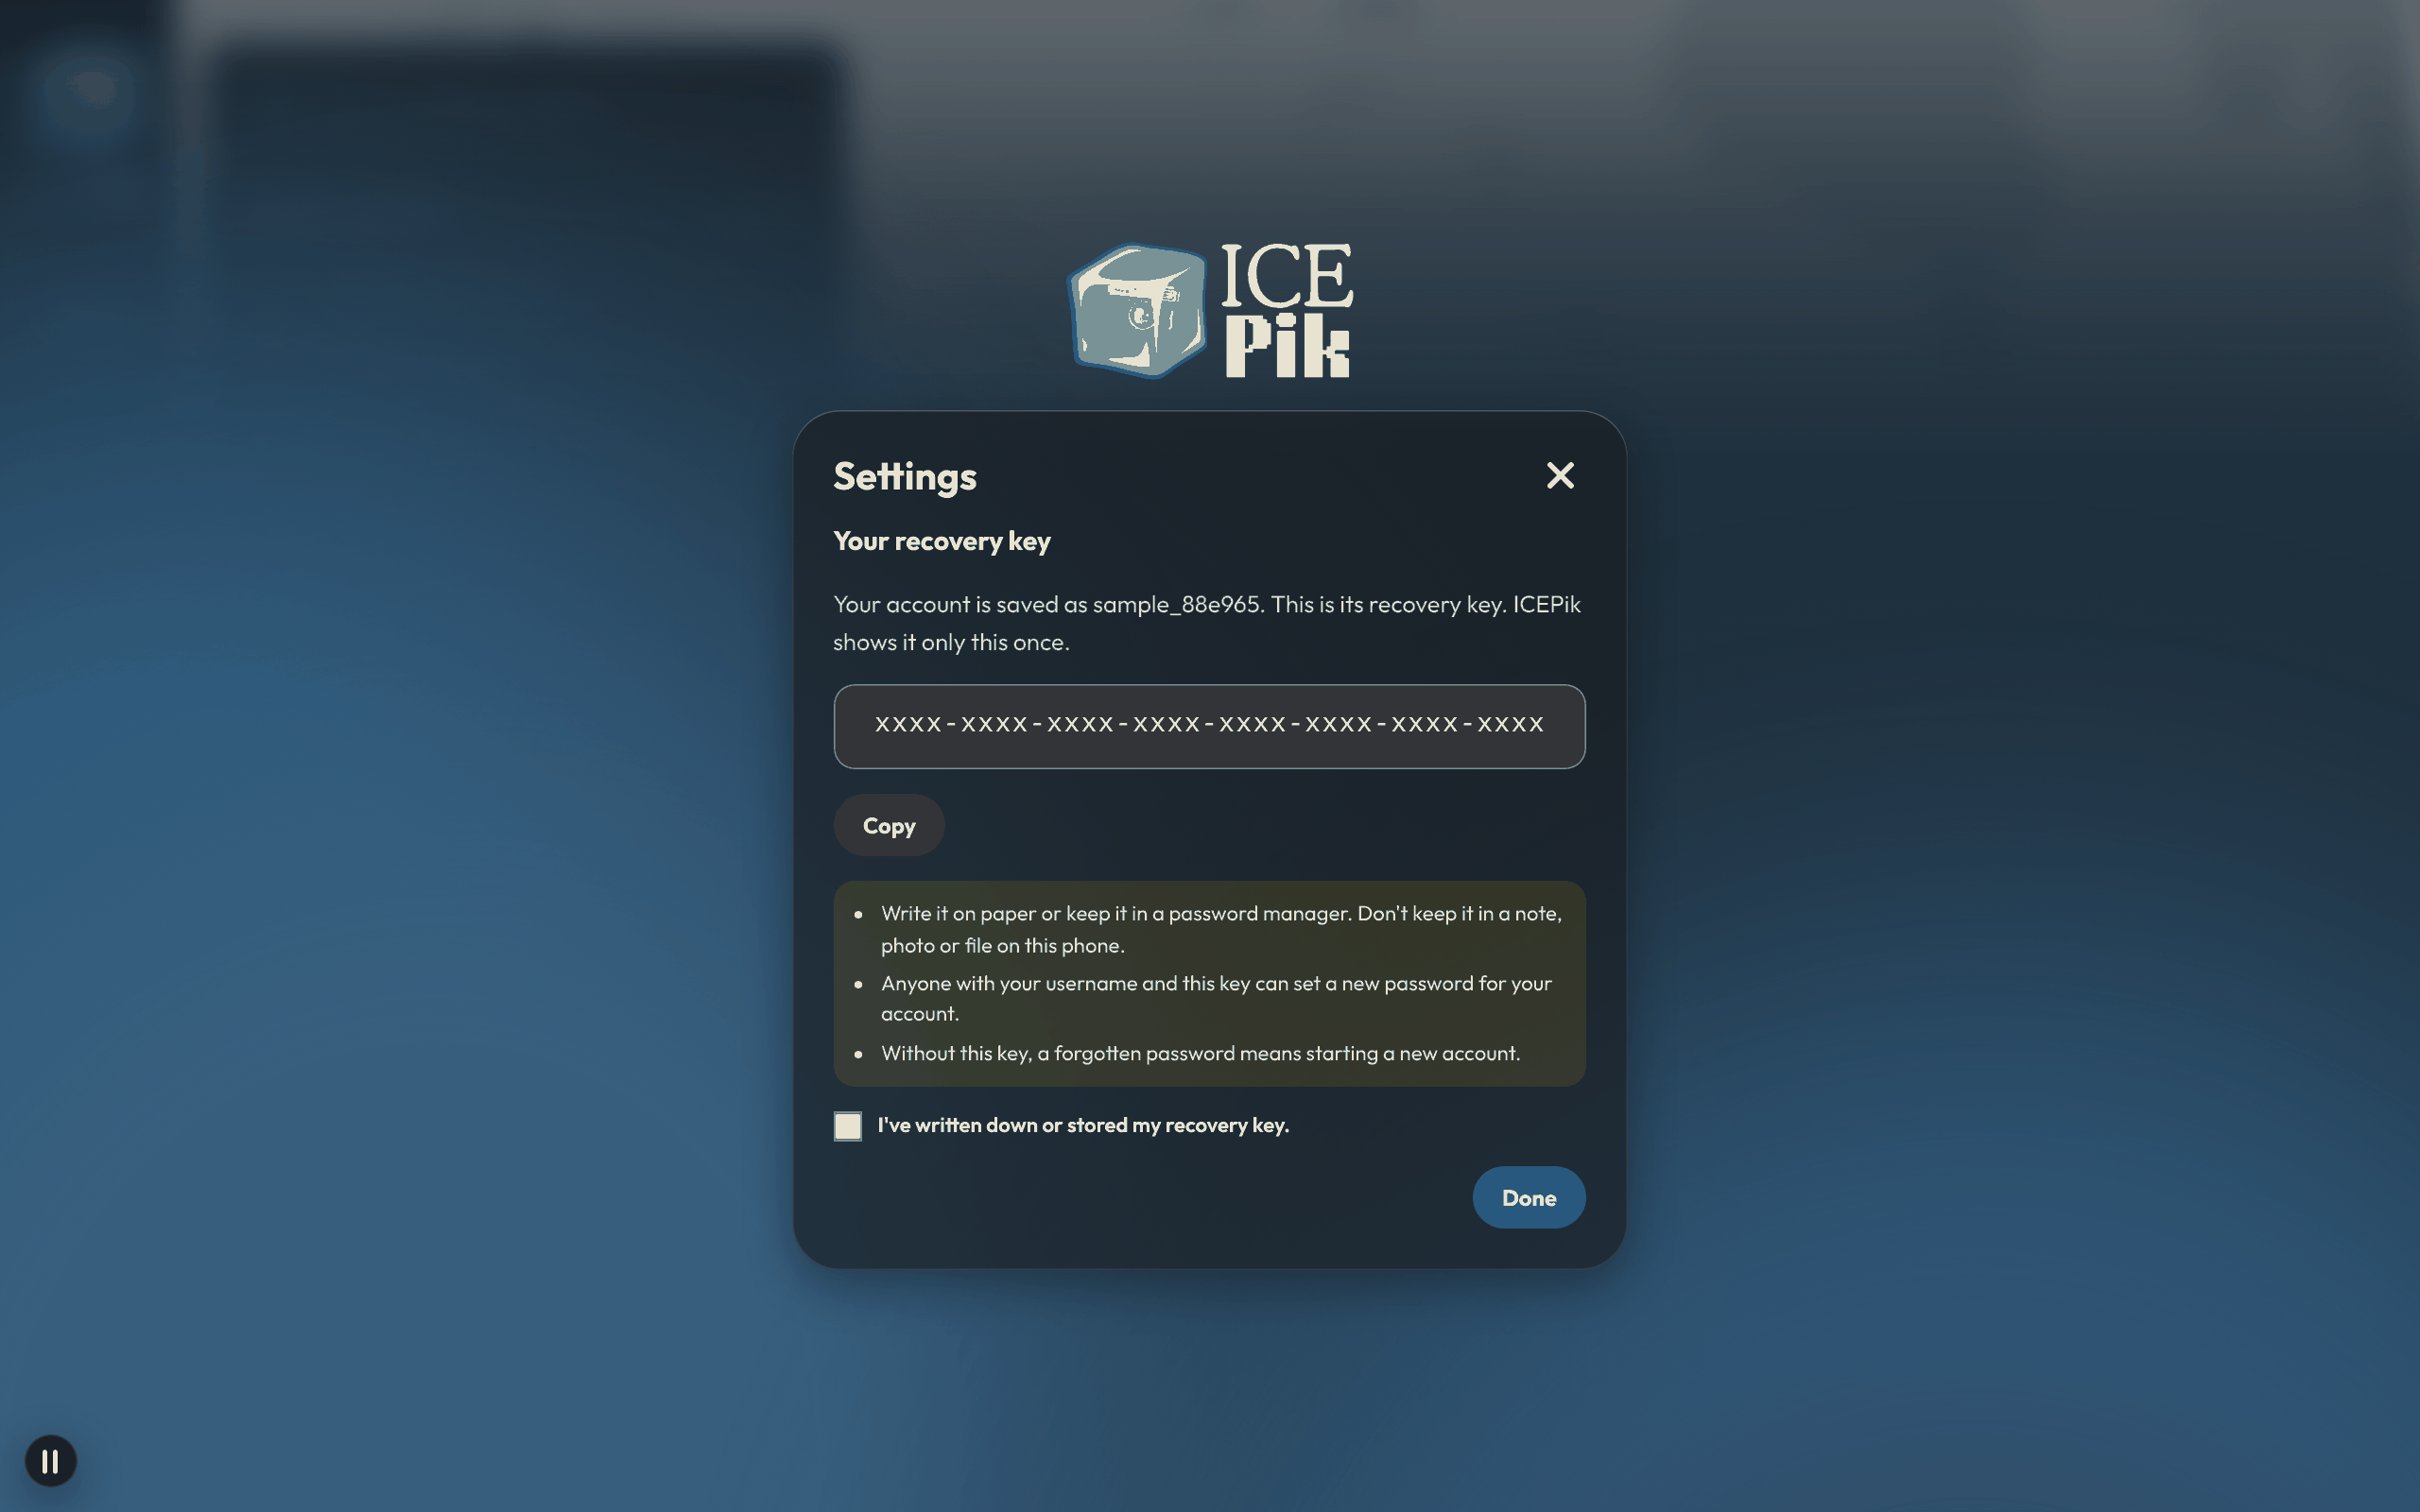 ICE
Pik
Settings
Your recovery key
Your account is saved as sample_88e965. This is its recovery key. ICEPik
shows it only this once.
xxxx-xxxx-xxxx-xxxx-xxxx-xxxx-xxxx-xxxx
Copy
• Write it on paper or keep it in a password manager. Don't keep it in a note,
photo or file on this phone.
• Anyone with your username and this key can set a new password for your
account.
• Without this key, a forgotten password means starting a new account.
I've written down or stored my recovery key.
Done